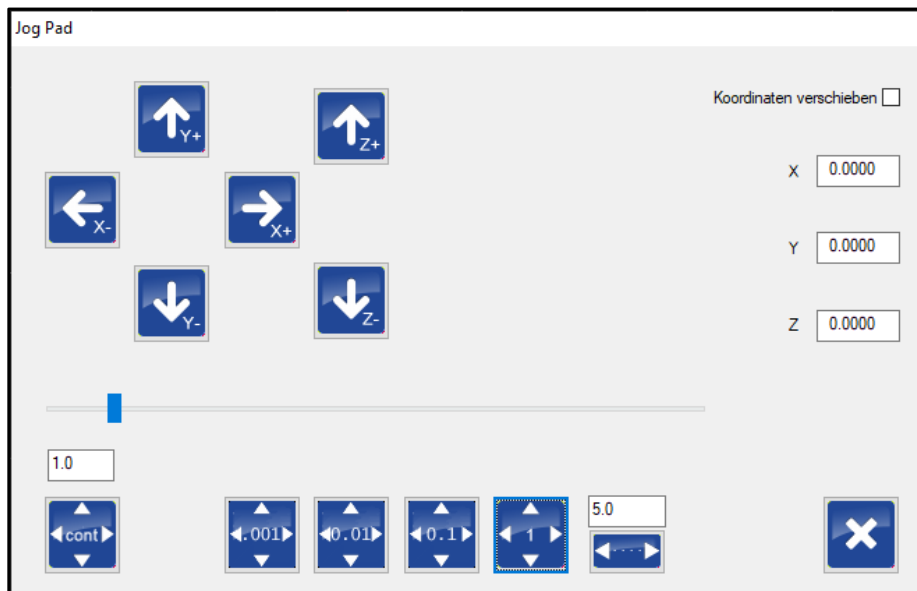 Jog Pad
Koordinaten verschieben
Y+
Z+
X 0.0000
X-
X+
Y 0.0000
Y-
Z-
Z 0.0000
1.0
5.0
cont
.001
0.01
0.1
1
....